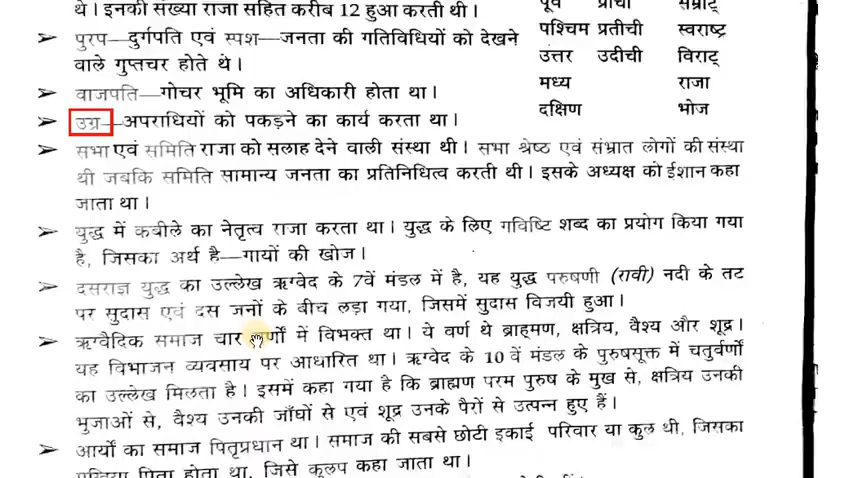 थे। इनकी संख्या राजा सहित करीब 12 हुआ करती थी।
पुरप—दुर्गपति एवं स्पश—जनता की गतिविधियों को देखने
वाले गुप्तचर होते थे।
वाजपति—गोचर भूमि का अधिकारी होता था।
उग्र—अपराधियों को पकड़ने का कार्य करता था।
पूर्व प्राची सम्राट्
पश्चिम प्रतीची स्वराष्ट्र
उत्तर उदीची विराट्
मध्य राजा
दक्षिण भोज
सभा एवं समिति राजा को सलाह देने वाली संस्था थी। सभा श्रेष्ठ एवं संभ्रात लोगों की संस्था
थी जबकि समिति सामान्य जनता का प्रतिनिधित्व करती थी। इसके अध्यक्ष को ईशान कहा
जाता था।
युद्ध में कबीले का नेतृत्व राजा करता था। युद्ध के लिए गविष्टि शब्द का प्रयोग किया गया
है, जिसका अर्थ है—गायों की खोज।
दसराज्ञ युद्ध का उल्लेख ऋग्वेद के 7वें मंडल में है, यह युद्ध परुषणी (रावी) नदी के तट
पर सुदास एवं दस जनों के बीच लड़ा गया, जिसमें सुदास विजयी हुआ।
ऋग्वैदिक समाज चार वर्णों में विभक्त था। ये वर्ण थे ब्राह्मण, क्षत्रिय, वैश्य और शूद्र।
यह विभाजन व्यवसाय पर आधारित था। ऋग्वेद के 10 वें मंडल के पुरुषसूक्त में चतुर्वर्णों
का उल्लेख मिलता है। इसमें कहा गया है कि ब्राह्मण परम पुरुष के मुख से, क्षत्रिय उनकी
भुजाओं से, वैश्य उनकी जाँघों से एवं शूद्र उनके पैरों से उत्पन्न हुए हैं।
आर्यों का समाज पितृप्रधान था। समाज की सबसे छोटी इकाई परिवार या कुल थी, जिसका
मुखिया पिता होता था, जिसे कुलप कहा जाता था।